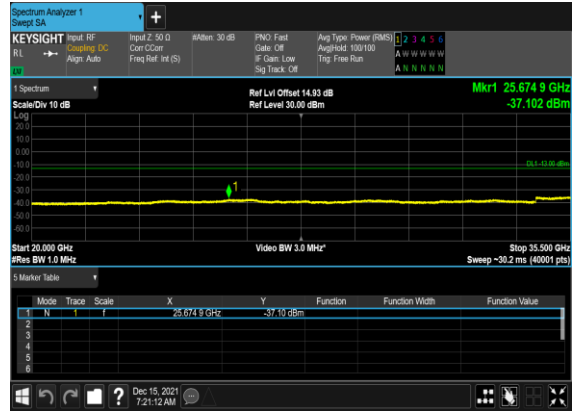 Spectrum Analyzer 1
Swept SA
+
KEYSIGHT Input: RF Input Z: 50 Ω #Atten: 30 dB PNO: Fast Avg Type: Power (RMS) 1 2 3 4 5 6
RL Coupling: DC Corr CCorr Gate: Off Avg|Hold: 100/100 A W W W W W
Align: Auto Freq Ref: Int (S) IF Gain: Low Trig: Free Run
Sig Track: Off A N N N N N
1 Spectrum Ref Lvl Offset 14.93 dB Mkr1 25.674 9 GHz
Scale/Div 10 dB Ref Level 30.00 dBm -37.102 dBm
Log
20.0
10.0
0.00
-10.0 DL1 -13.00 dBm
-20.0
-30.0 1
-40.0
-50.0
-60.0
Start 20.000 GHz Video BW 3.0 MHz* Stop 35.500 GHz
#Res BW 1.0 MHz Sweep ~30.2 ms (40001 pts)
5 Marker Table
Mode Trace Scale X Y Function Function Width Function Value
1 N 1 f 25.674 9 GHz -37.10 dBm
2
3
4
5
6
? Dec 15, 2021
7:21:12 AM